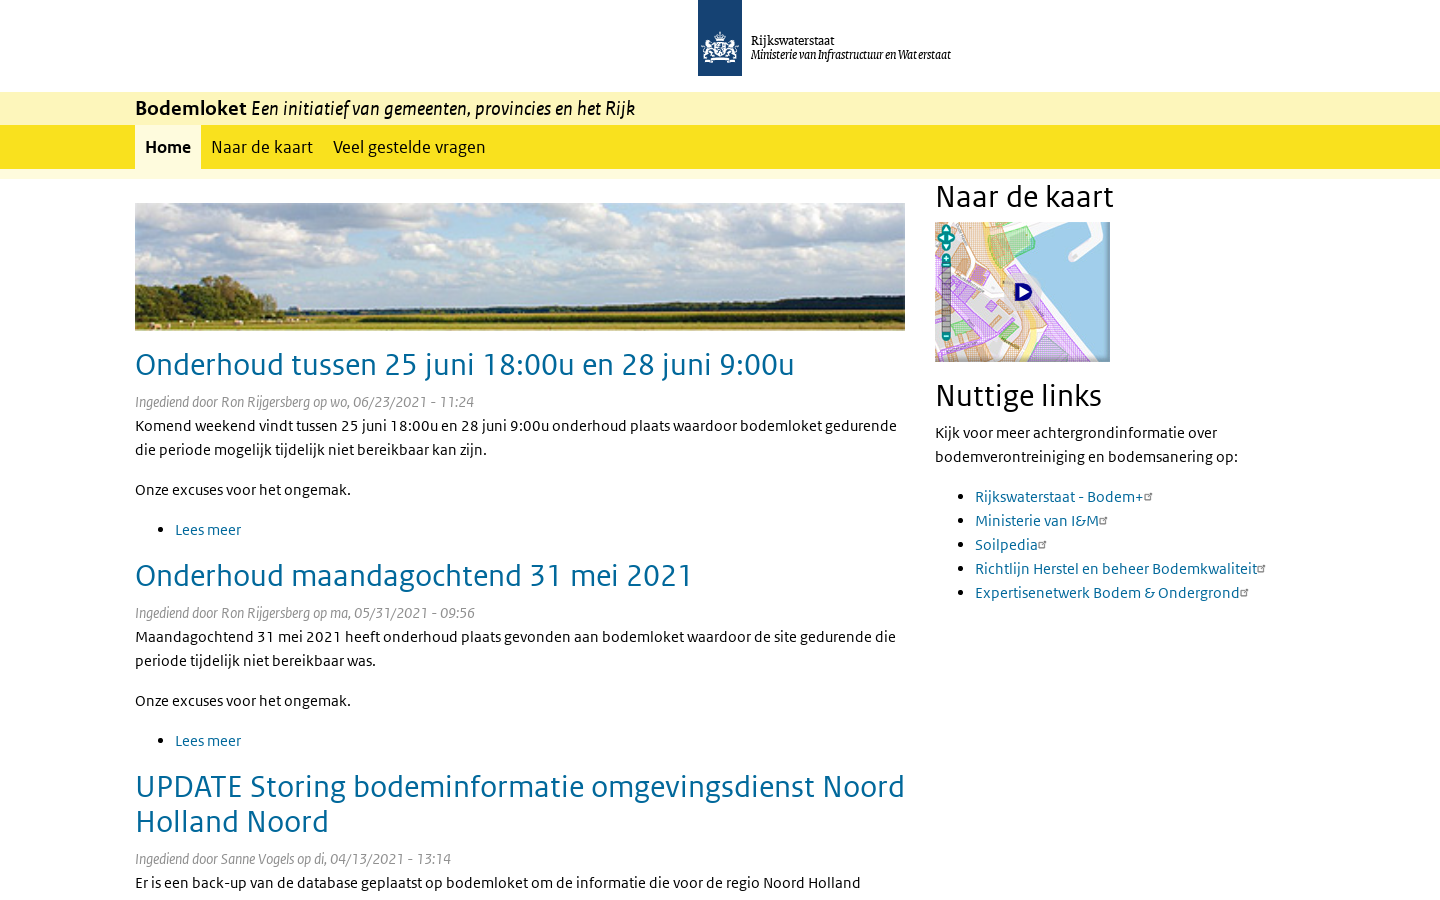 Rijkswaterstaat
Ministerie van Infrastructuur en Waterstaat
Bodemloket Een initiatief van gemeenten, provincies en het Rijk
Home Naar de kaart Veel gestelde vragen
Onderhoud tussen 25 juni 18:00u en 28 juni 9:00u
Ingediend door Ron Rijgersberg op wo, 06/23/2021 - 11:24
Komend weekend vindt tussen 25 juni 18:00u en 28 juni 9:00u onderhoud plaats waardoor bodemloket gedurende
die periode mogelijk tijdelijk niet bereikbaar kan zijn.
Onze excuses voor het ongemak.
Lees meer
Onderhoud maandagochtend 31 mei 2021
Ingediend door Ron Rijgersberg op ma, 05/31/2021 - 09:56
Maandagochtend 31 mei 2021 heeft onderhoud plaats gevonden aan bodemloket waardoor de site gedurende die
periode tijdelijk niet bereikbaar was.
Onze excuses voor het ongemak.
Lees meer
UPDATE Storing bodeminformatie omgevingsdienst Noord
Holland Noord
Ingediend door Sanne Vogels op di, 04/13/2021 - 13:14
Er is een back-up van de database geplaatst op bodemloket om de informatie die voor de regio Noord Holland
Naar de kaart
Nuttige links
Kijk voor meer achtergrondinformatie over
bodemverontreiniging en bodemsanering op:
Rijkswaterstaat - Bodem+
Ministerie van I&M
Soilpedia
Richtlijn Herstel en beheer Bodemkwaliteit
Expertisenetwerk Bodem & Ondergrond